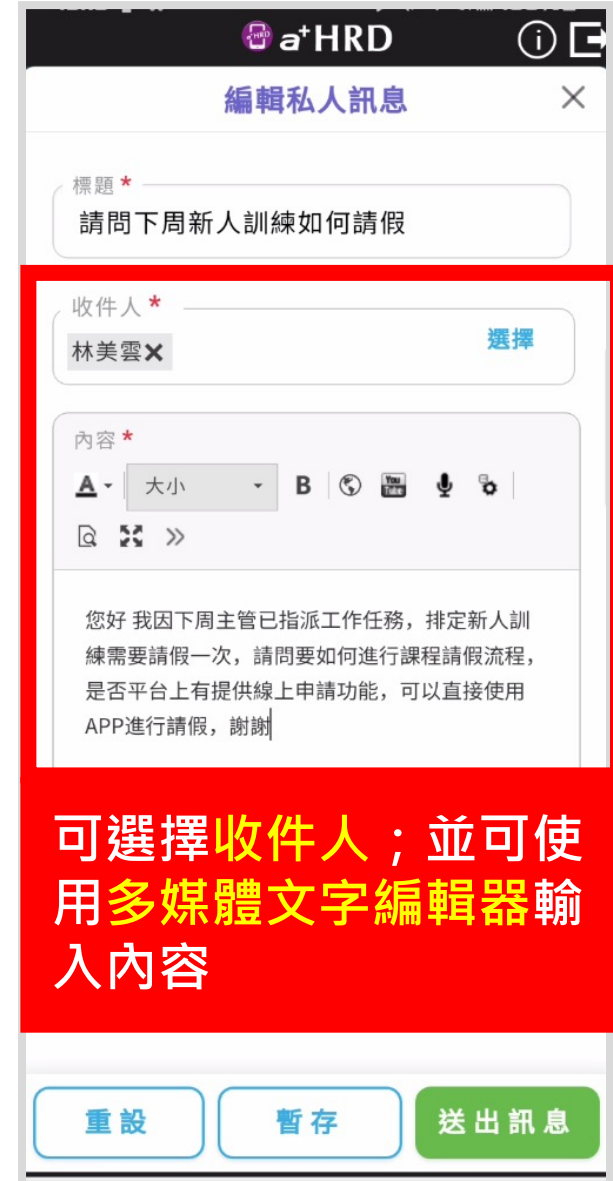 a⁺HRD
編輯私人訊息
標題 *
請問下周新人訓練如何請假
收件人 *
林美雲✕
選擇
內容 *
A 大小 B You Tube
您好 我因下周主管已指派工作任務，排定新人訓
練需要請假一次，請問要如何進行課程請假流程，
是否平台上有提供線上申請功能，可以直接使用
APP進行請假，謝謝
可選擇收件人；並可使
用多媒體文字編輯器輸
入內容
重設
暫存
送出訊息